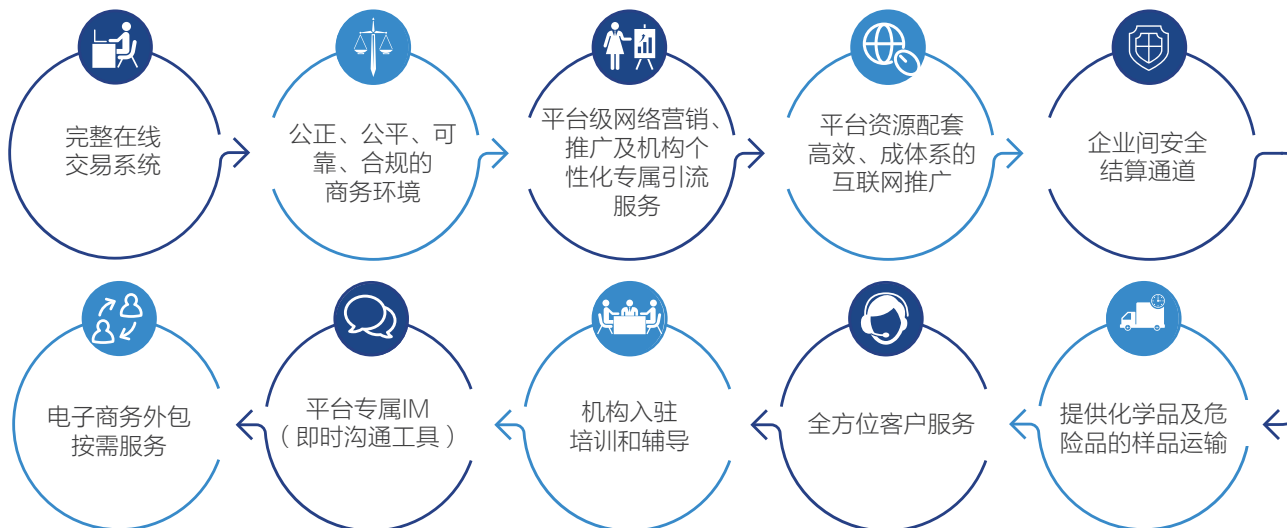 完整在线
交易系统
公正、公平、可
靠、合规的
商务环境
平台级网络营销、
推广及机构个
性化专属引流
服务
平台资源配套
高效、成体系的
互联网推广
企业间安全
结算通道
电子商务外包
按需服务
平台专属IM
（即时沟通工具）
机构入驻
培训和辅导
全方位客户服务
提供化学品及危
险品的样品运输